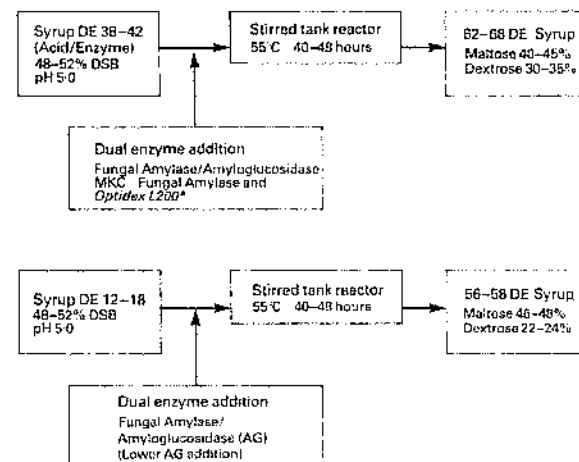 Syrup DE 38–42
(Acid/Enzyme)
48–52% DSB
pH 5·0
Stirred tank reactor
55°C 40–48 hours
62–68 DE Syrup
Maltose 40–45%
Dextrose 30–35%
Dual enzyme addition
Fungal Amylase/Amyloglucosidase
MKC Fungal Amylase and
Optidex L200*
Syrup DE 12–18
48–52% DSB
pH 5·0
Stirred tank reactor
55°C 40–48 hours
56–58 DE Syrup
Maltose 46–48%
Dextrose 22–24%
Dual enzyme addition
Fungal Amylase/
Amyloglucosidase (AG)
(Lower AG addition)